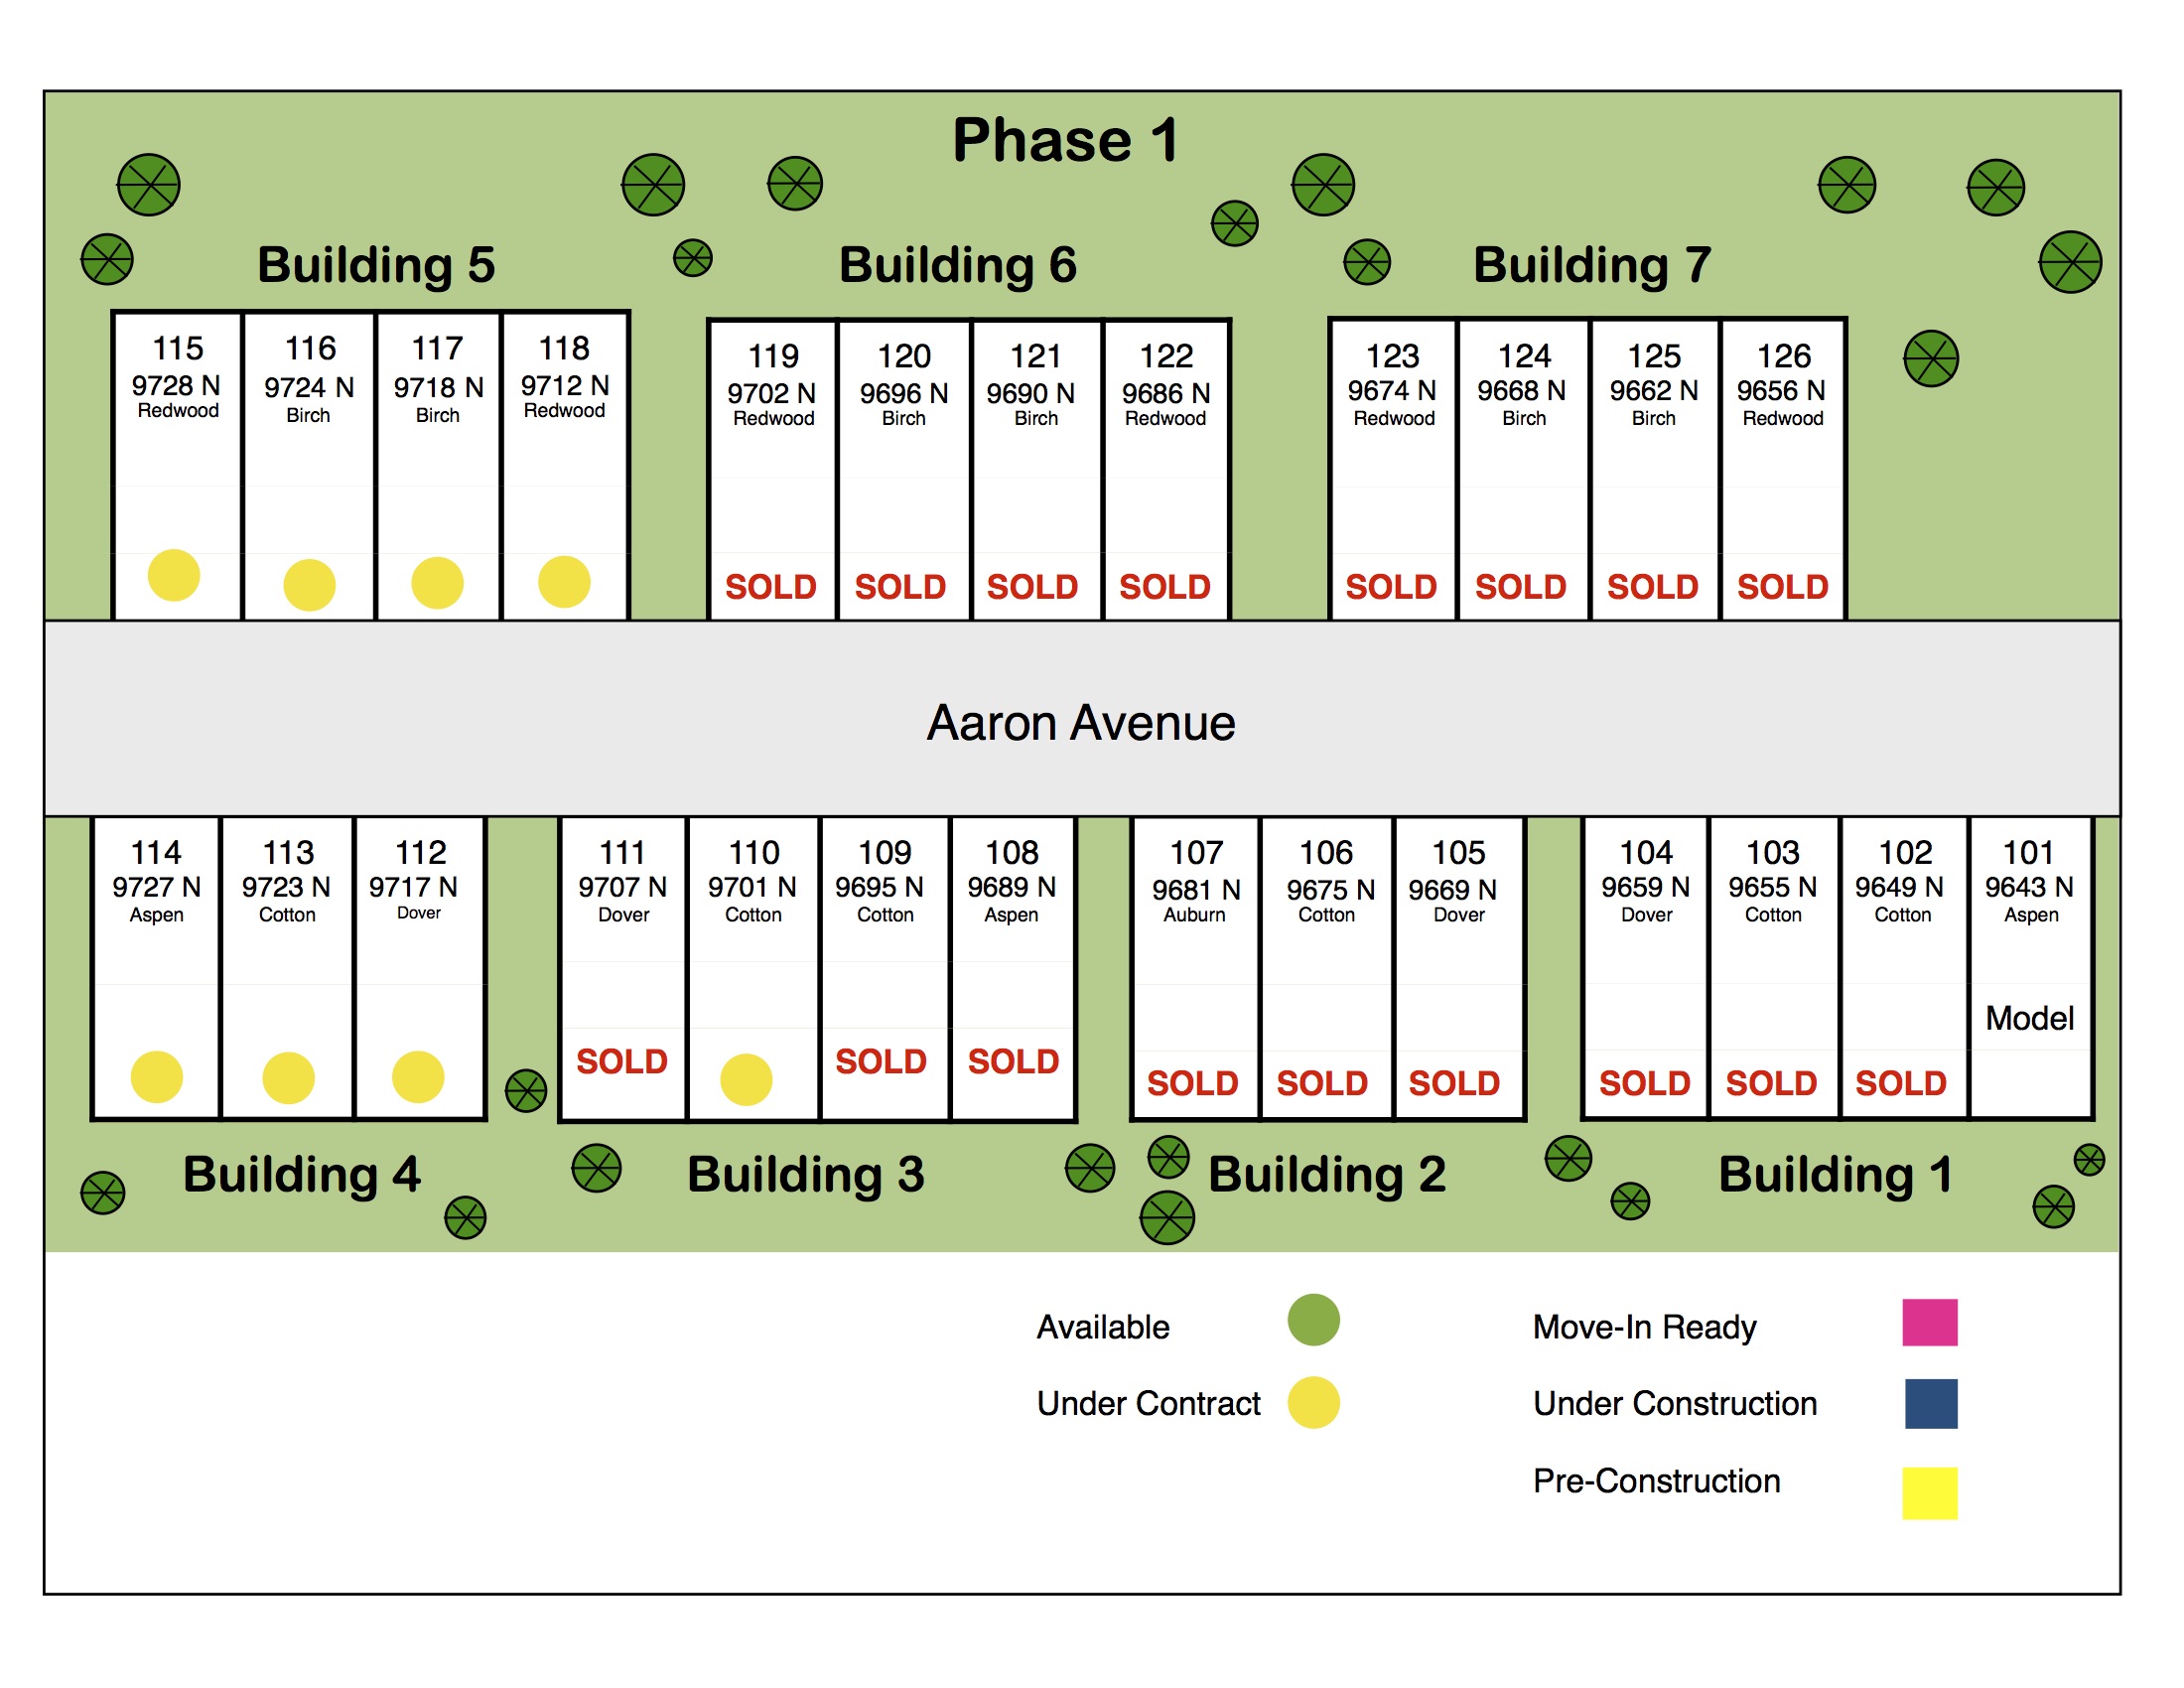 Phase 1
Building 5
Building 6
Building 7
115
9728 N
Redwood
116
9724 N
Birch
117
9718 N
Birch
118
9712 N
Redwood
119
9702 N
Redwood
SOLD
120
9696 N
Birch
SOLD
121
9690 N
Birch
SOLD
122
9686 N
Redwood
SOLD
123
9674 N
Redwood
SOLD
124
9668 N
Birch
SOLD
125
9662 N
Birch
SOLD
126
9656 N
Redwood
SOLD
Aaron Avenue
114
9727 N
Aspen
113
9723 N
Cotton
112
9717 N
Dover
111
9707 N
Dover
SOLD
110
9701 N
Cotton
109
9695 N
Cotton
SOLD
108
9689 N
Aspen
SOLD
107
9681 N
Auburn
SOLD
106
9675 N
Cotton
SOLD
105
9669 N
Dover
SOLD
104
9659 N
Dover
SOLD
103
9655 N
Cotton
SOLD
102
9649 N
Cotton
SOLD
101
9643 N
Aspen
Model
Building 4
Building 3
Building 2
Building 1
Available
Under Contract
Move-In Ready
Under Construction
Pre-Construction